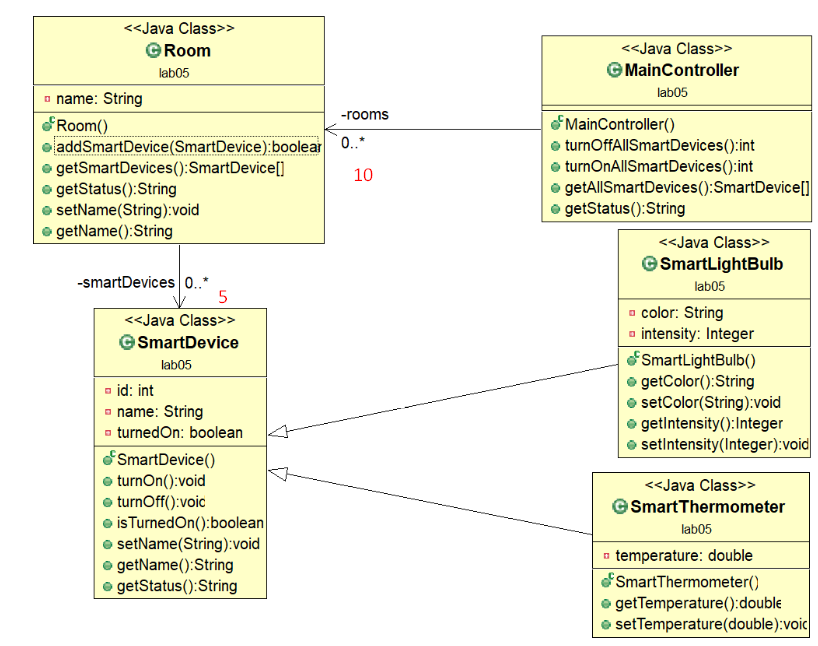 <<Java Class>>
Room
lab05
name: String
Room()
addSmartDevice(SmartDevice):boolear
getSmartDevices():SmartDevice[]
getStatus():String
setName(String):void
getName():String
-rooms
0..*
10
<<Java Class>>
MainController
lab05
MainController()
turnOffAllSmartDevices():int
turnOnAllSmartDevices():int
getAllSmartDevices():SmartDevice[]
getStatus():String
-smartDevices 0..*
5
<<Java Class>>
SmartDevice
lab05
id: int
name: String
turnedOn: boolean
SmartDevice()
turnOn():void
turnOff():voic
isTurnedOn():boolean
setName(String):void
getName():String
getStatus():String
<<Java Class>>
SmartLightBulb
lab05
color: String
intensity: Integer
SmartLightBulb()
getColor():String
setColor(String):void
getIntensity():Integer
setIntensity(Integer):void
<<Java Class>>
SmartThermometer
lab05
temperature: double
SmartThermometer()
getTemperature():double
setTemperature(double):voic